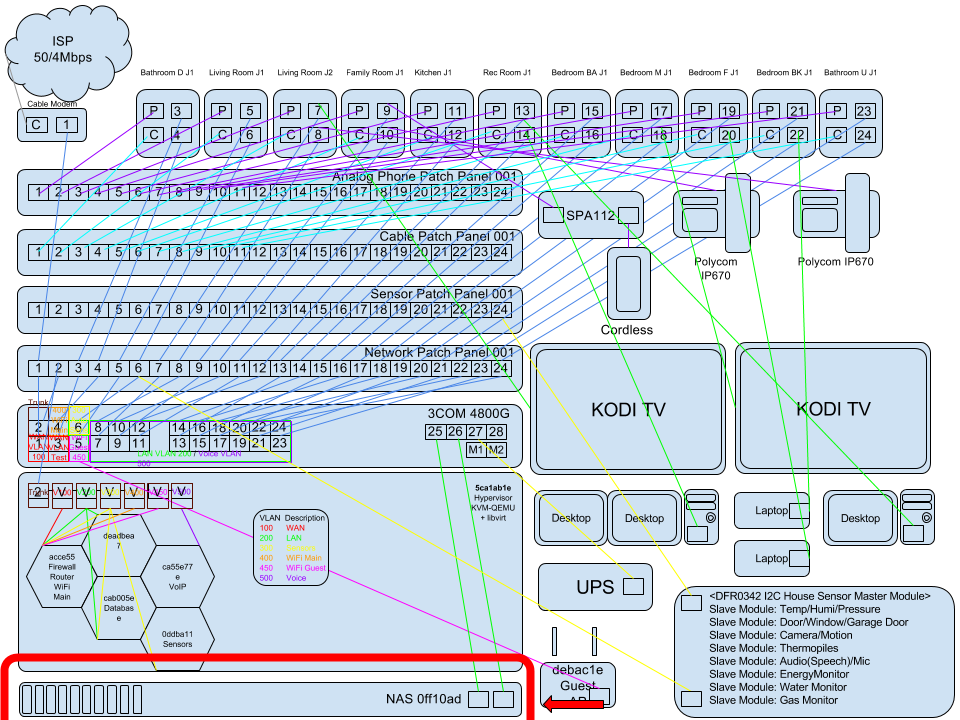 ISP
50/4Mbps
Cable Modem
C 1
Bathroom D J1 Living Room J1 Living Room J2 Family Room J1 Kitchen J1 Rec Room J1 Bedroom BA J1 Bedroom M J1 Bedroom F J1 Bedroom BK J1 Bathroom U J1
P 3 P 5 P 7 P 9 P 11 P 13 P 15 P 17 P 19 P 21 P 23
C 4 C 6 C 8 C 10 C 12 C 14 C 16 C 18 C 20 C 22 C 24
Analog Phone Patch Panel 001
1 2 3 4 5 6 7 8 9 10 11 12 13 14 15 16 17 18 19 20 21 22 23 24
Cable Patch Panel 001
1 2 3 4 5 6 7 8 9 10 11 12 13 14 15 16 17 18 19 20 21 22 23 24
Sensor Patch Panel 001
1 2 3 4 5 6 7 8 9 10 11 12 13 14 15 16 17 18 19 20 21 22 23 24
Network Patch Panel 001
1 2 3 4 5 6 7 8 9 10 11 12 13 14 15 16 17 18 19 20 21 22 23 24
SPA112
Cordless
Polycom
IP670
Polycom IP670
KODI TV
KODI TV
Trunk
400
3COM 4800G
2 4 6 8 10 12 14 16 18 20 22 24
1 3 5 7 9 11 13 15 17 19 21 23
25 26 27 28
M1 M2
VLAN
100 Test 450
LAN VLAN 200 / Voice VLAN
500
5ca1ab1e
Hypervisor
KVM-QEMU
+ libvirt
2 V V V V V V
Trunk
deadbea
7
acce55
Firewall
Router
WiFi
Main
ca55e77
e
VoIP
cab005e
Databas
e
0ddba11
Sensors
VLAN Description
100 WAN
200 LAN
400 WiFi Main
450 WiFi Guest
500 Voice
Desktop
Desktop
Laptop
Desktop
Laptop
UPS
debac1e
Guest
AP
NAS 0ff10ad
<DFR0342 I2C House Sensor Master Module>
Slave Module: Temp/Humi/Pressure
Slave Module: Door/Window/Garage Door
Slave Module: Camera/Motion
Slave Module: Thermopiles
Slave Module: Audio(Speech)/Mic
Slave Module: EnergyMonitor
Slave Module: Water Monitor
Slave Module: Gas Monitor